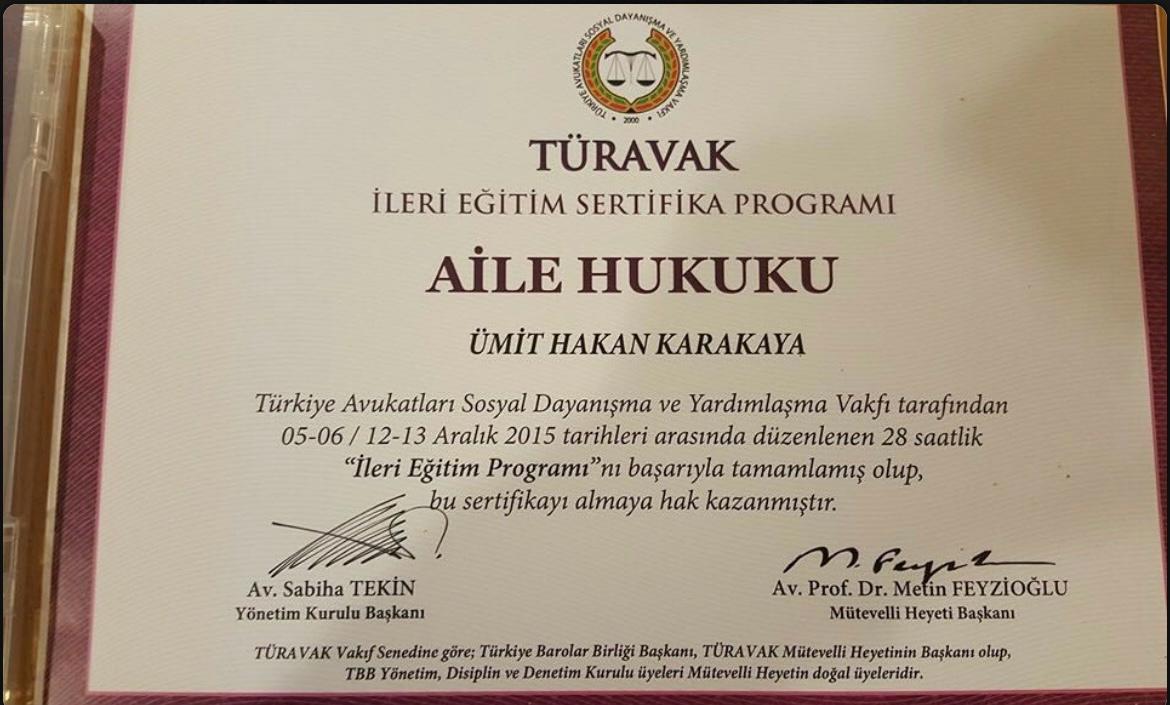 TÜRKİYE AVUKATLARI SOSYAL DAYANIŞMA VE YARDIMLAŞMA VAKFI
2000
TÜRAVAK
İLERİ EĞİTİM SERTİFİKA PROGRAMI
AİLE HUKUKU
ÜMİT HAKAN KARAKAYA
Türkiye Avukatları Sosyal Dayanışma ve Yardımlaşma Vakfı tarafından
05-06 / 12-13 Aralık 2015 tarihleri arasında düzenlenen 28 saatlik
“İleri Eğitim Programı”nı başarıyla tamamlamış olup,
bu sertifikayı almaya hak kazanmıştır.
Av. Sabiha TEKİN
Yönetim Kurulu Başkanı
M. Feyzi
Av. Prof. Dr. Metin FEYZİOĞLU
Mütevelli Heyeti Başkanı
TÜRAVAK Vakıf Senedine göre; Türkiye Barolar Birliği Başkanı, TÜRAVAK Mütevelli Heyetinin Başkanı olup,
TBB Yönetim, Disiplin ve Denetim Kurulu üyeleri Mütevelli Heyetin doğal üyeleridir.